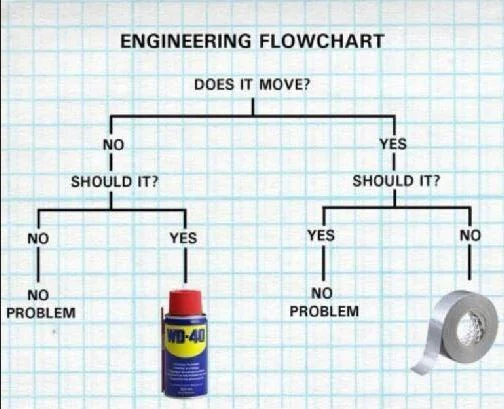 ENGINEERING FLOWCHART
DOES IT MOVE?
NO
YES
SHOULD IT?
SHOULD IT?
NO
YES
YES
NO
NO
PROBLEM
WD-40
NO
PROBLEM